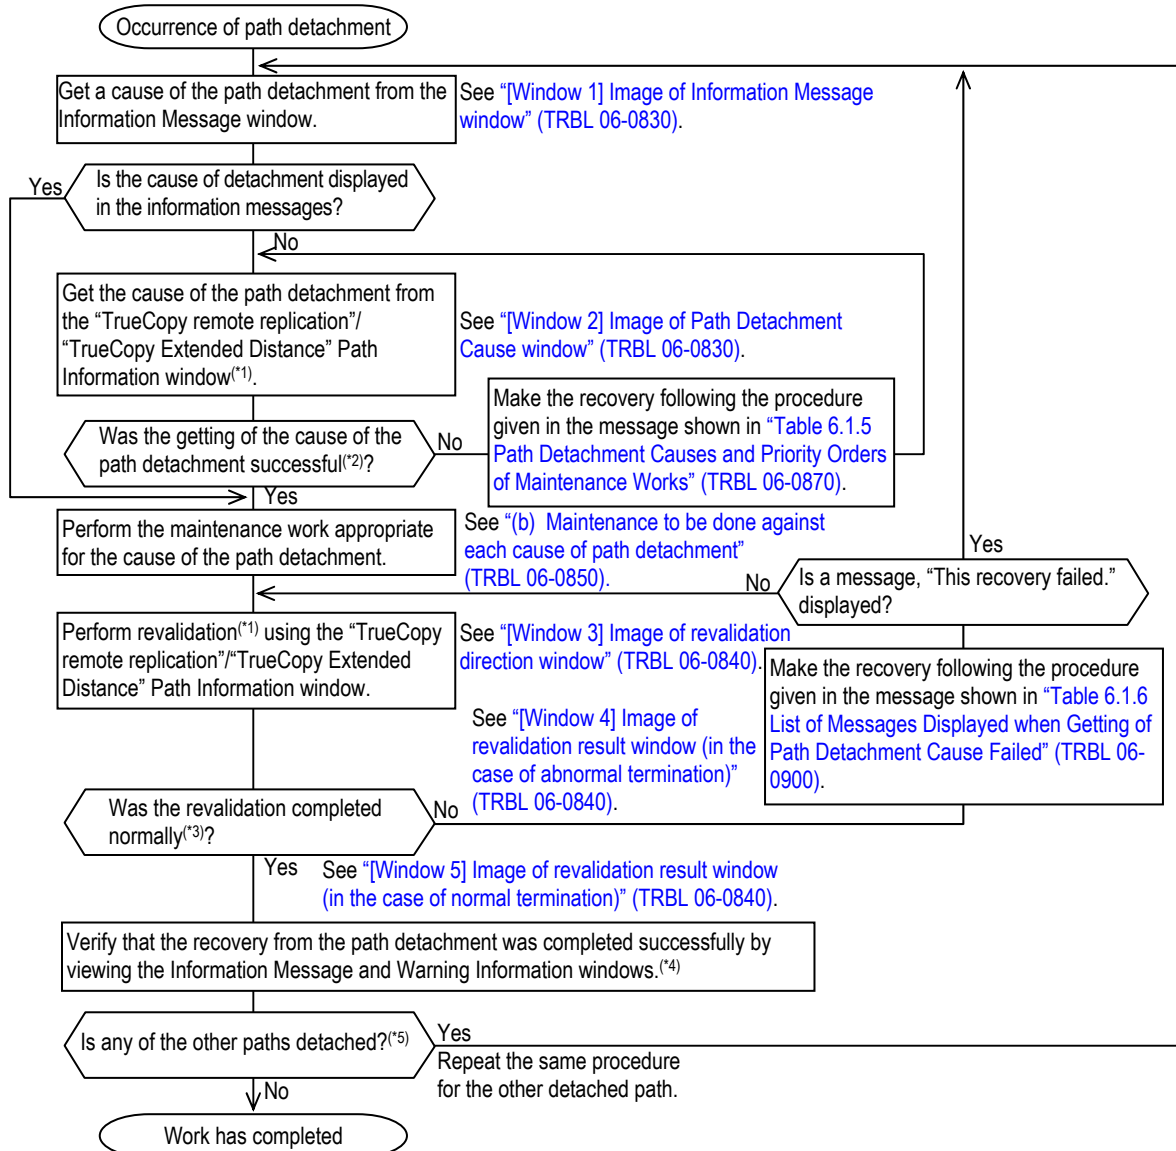 Occurrence of path detachment
Get a cause of the path detachment from the
Information Message window.
See “[Window 1] Image of Information Message
window” (TRBL 06-0830).
Yes
Is the cause of detachment displayed
in the information messages?
No
Get the cause of the path detachment from
the “TrueCopy remote replication”/
“TrueCopy Extended Distance” Path
Information window(*1).
See “[Window 2] Image of Path Detachment
Cause window” (TRBL 06-0830).
Was the getting of the cause of the
path detachment successful(*2)?
No
Make the recovery following the procedure
given in the message shown in “Table 6.1.5
Path Detachment Causes and Priority Orders
of Maintenance Works” (TRBL 06-0870).
Yes
Perform the maintenance work appropriate
for the cause of the path detachment.
See “(b) Maintenance to be done against
each cause of path detachment”
(TRBL 06-0850).
Yes
No
Is a message, “This recovery failed.”
displayed?
Perform revalidation(*1) using the “TrueCopy
remote replication”/“TrueCopy Extended
Distance” Path Information window.
See “[Window 3] Image of revalidation
direction window” (TRBL 06-0840).
Make the recovery following the procedure
given in the message shown in “Table 6.1.6
List of Messages Displayed when Getting of
Path Detachment Cause Failed” (TRBL 06-
0900).
See “[Window 4] Image of
revalidation result window (in the
case of abnormal termination)”
(TRBL 06-0840).
Was the revalidation completed
normally(*3)?
No
Yes
See “[Window 5] Image of revalidation result window
(in the case of normal termination)” (TRBL 06-0840).
Verify that the recovery from the path detachment was completed successfully by
viewing the Information Message and Warning Information windows.(*4)
Is any of the other paths detached?(*5)
Yes
Repeat the same procedure
for the other detached path.
No
Work has completed